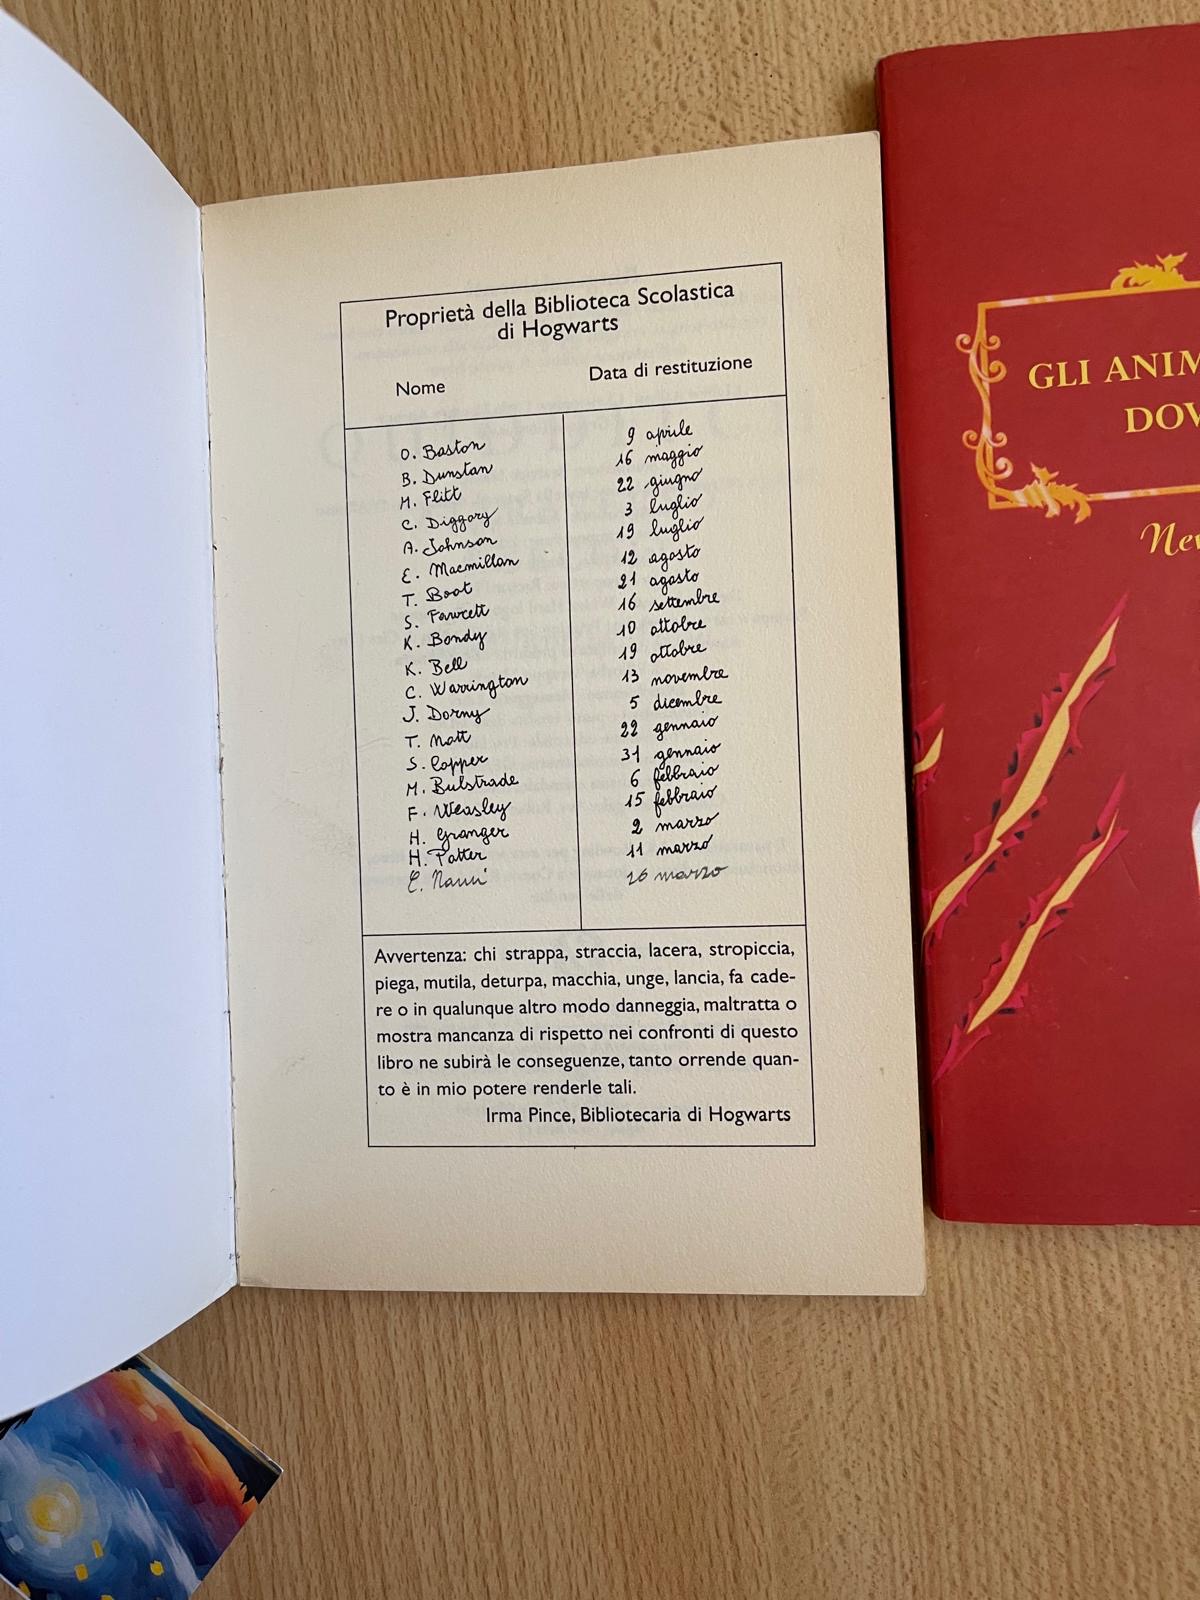 Proprietà della Biblioteca Scolastica
di Hogwarts
Nome Data di restituzione
O. Baston 9 aprile
B. Dunstan 16 maggio
M. Flitt 22 giugno
C. Diggory 3 luglio
A. Johnson 19 luglio
E. Macmillan 12 agosto
T. Boot 21 agosto
S. Fawcett 16 settembre
K. Bondy 10 ottobre
K. Bell 19 ottobre
C. Warrington 13 novembre
J. Dorny 5 dicembre
T. Nott 22 gennaio
S. Capper 31 gennaio
M. Bulstrade 6 febbraio
F. Weasley 15 febbraio
H. Granger 2 marzo
H. Potter 11 marzo
26 marzo
Avvertenza: chi strappa, straccia, lacera, stropiccia,
piega, mutila, deturpa, macchia, unge, lancia, fa cade-
re o in qualunque altro modo danneggia, maltratta o
mostra mancanza di rispetto nei confronti di questo
libro ne subirà le conseguenze, tanto orrende quan-
to è in mio potere renderle tali.
Irma Pince, Bibliotecaria di Hogwarts
GLI ANIM
DOV